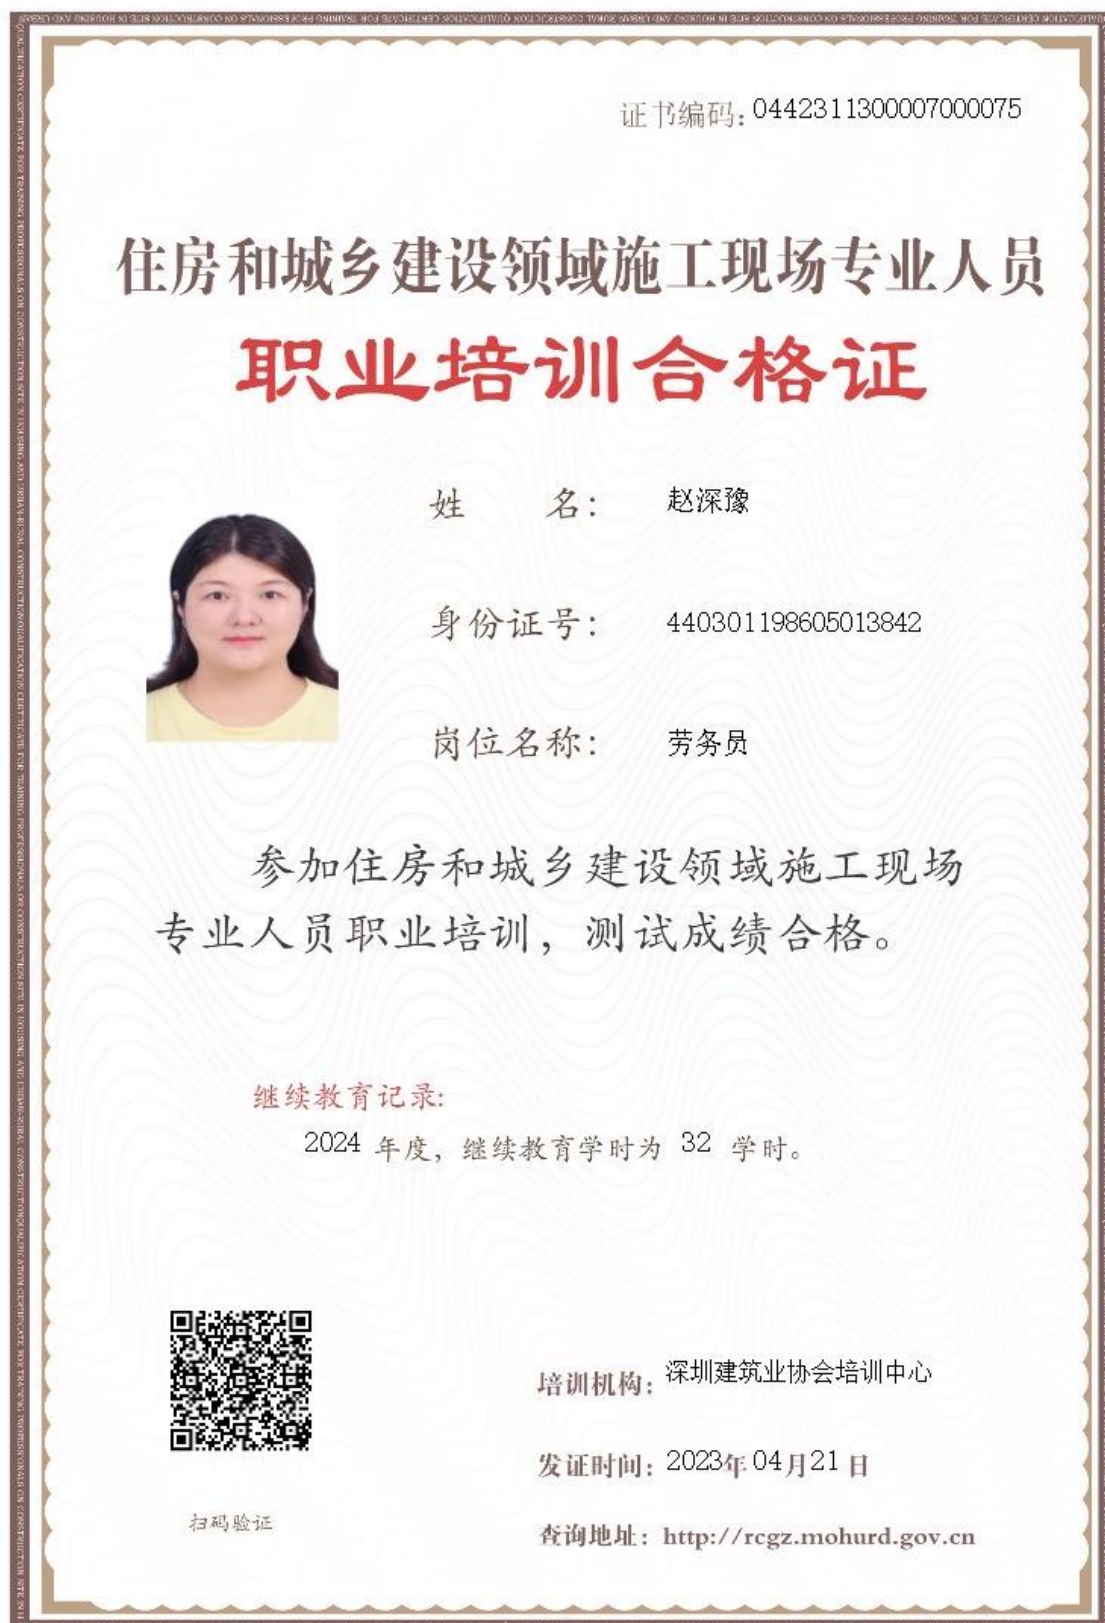 证书编码: 0442311300007000075
住房和城乡建设领域施工现场专业人员
职业培训合格证
姓 名: 赵深豫
身份证号: 440301198605013842
岗位名称: 劳务员
参加住房和城乡建设领域施工现场
专业人员职业培训，测试成绩合格。
继续教育记录:
2024 年度，继续教育学时为 32 学时。
培训机构: 深圳建筑业协会培训中心
发证时间: 2023年04月21日
扫码验证
查询地址: http://rcgz.mohurd.gov.cn